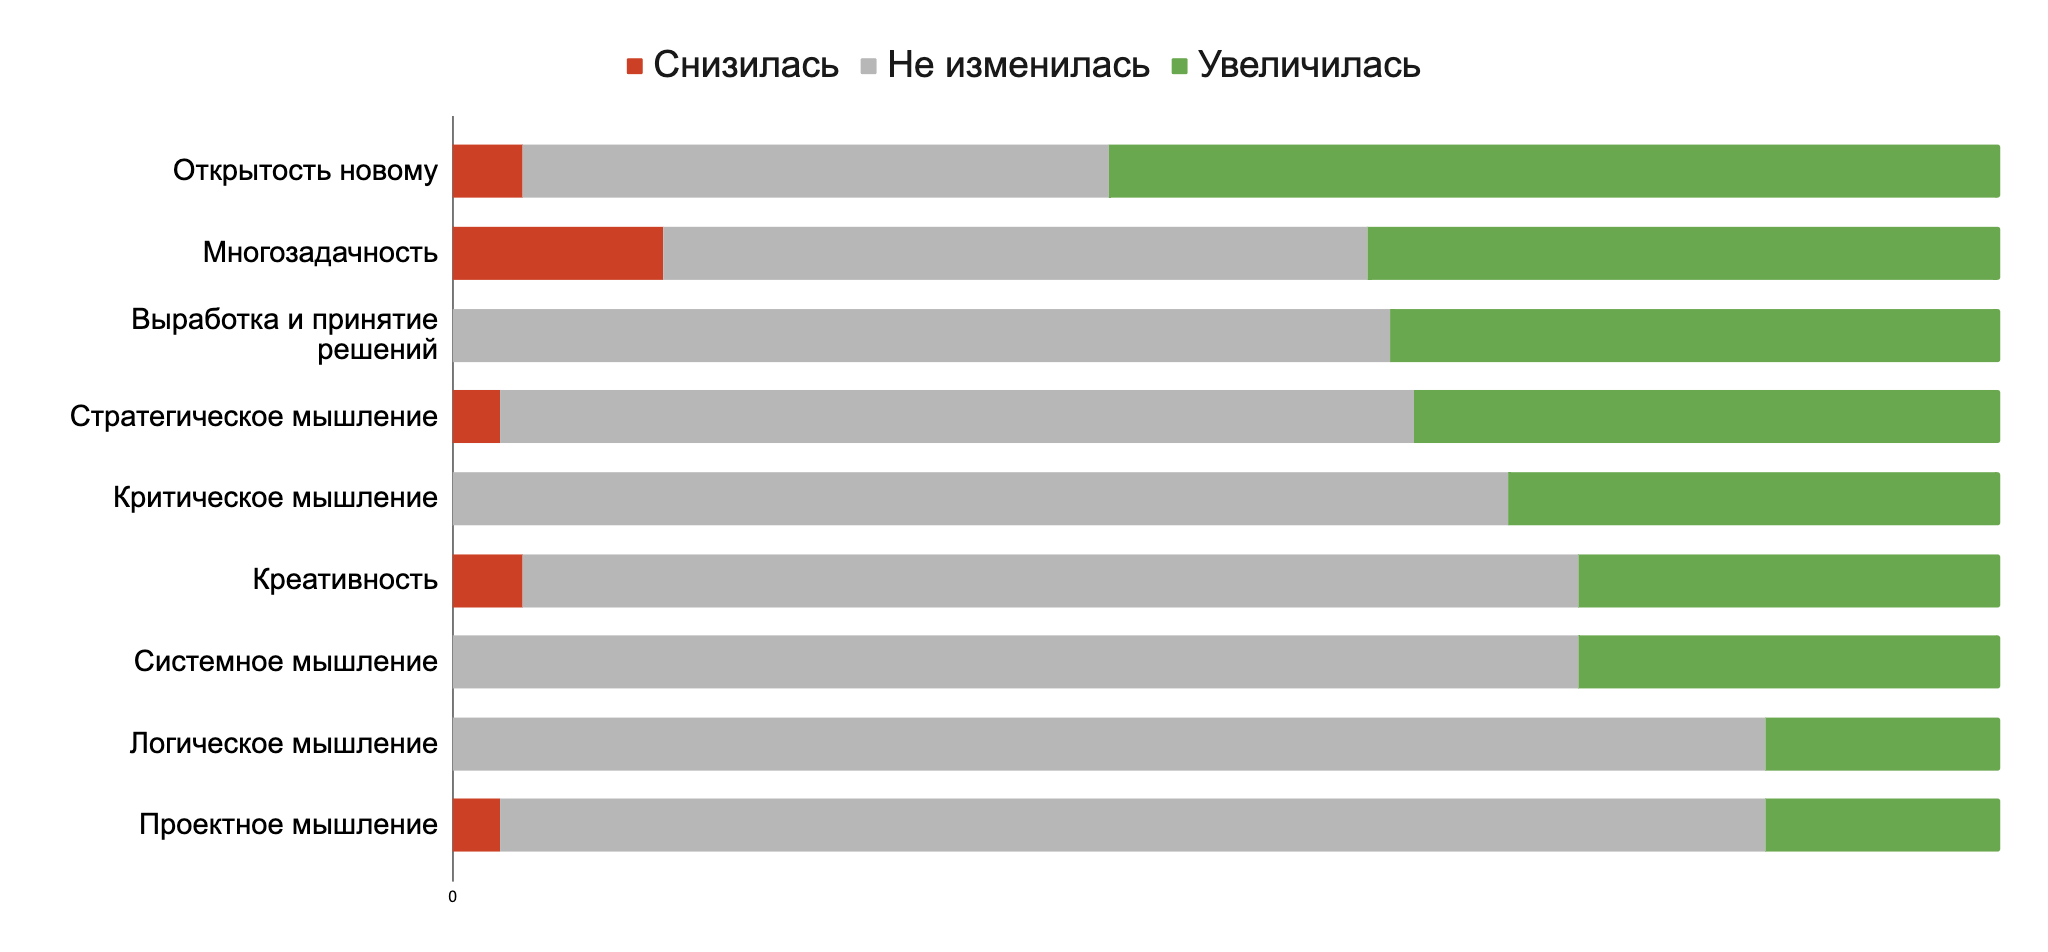 Снизилась Не изменилась Увеличилась
Открытость новому
Многозадачность
Выработка и принятие
решений
Стратегическое мышление
Критическое мышление
Креативность
Системное мышление
Логическое мышление
Проектное мышление
0